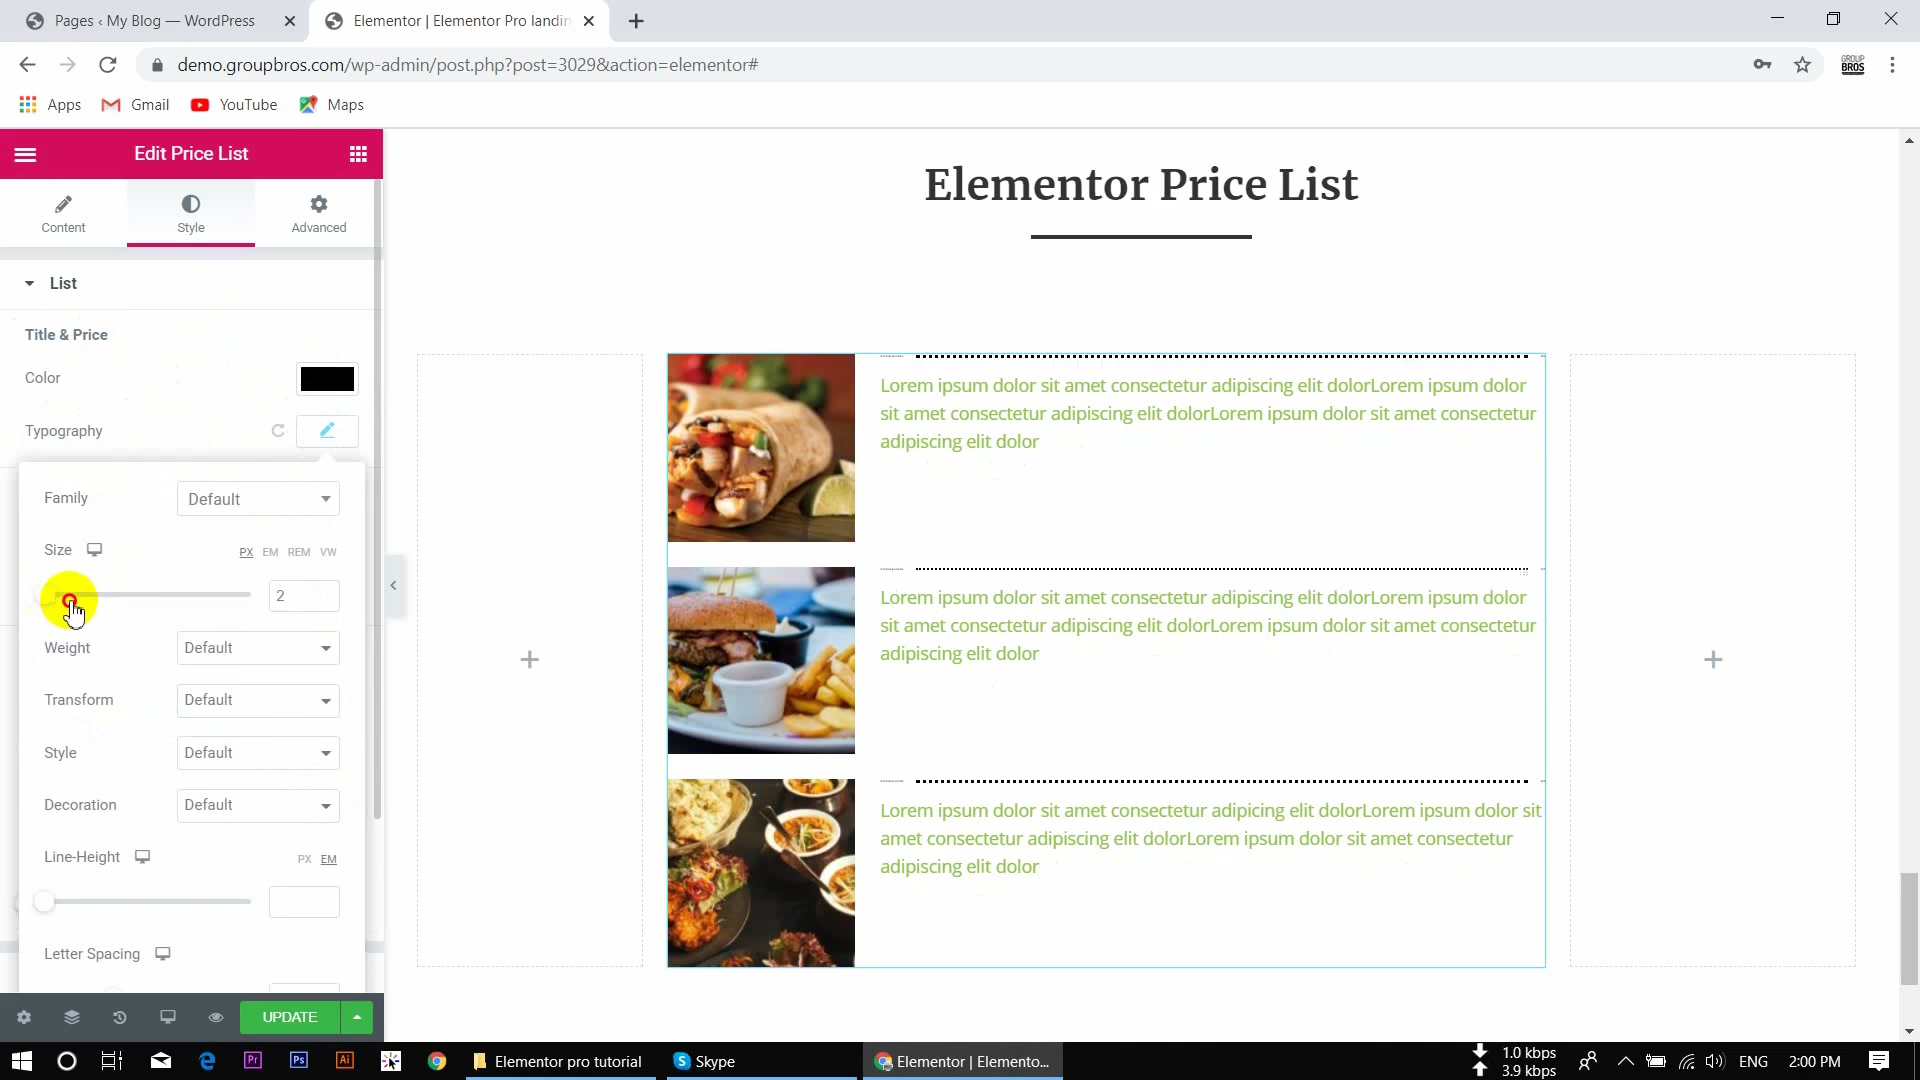 Pages ‹ My Blog — WordPress
Elementor | Elementor Pro landin
demo.groupbros.com/wp-admin/post.php?post=3029&action=elementor#
GROUP
BROS
Apps
Gmail
YouTube
Maps
Edit Price List
Content
Style
Advanced
List
Title & Price
Color
Typography
Family
Default
Size
PX EM REM VW
2
Weight
Default
Transform
Default
Style
Default
Decoration
Default
Line-Height
PX EM
Letter Spacing
UPDATE
Elementor Price List
Lorem ipsum dolor sit amet consectetur adipiscing elit dolorLorem ipsum dolor
sit amet consectetur adipiscing elit dolorLorem ipsum dolor sit amet consectetur
adipiscing elit dolor
Lorem ipsum dolor sit amet consectetur adipiscing elit dolorLorem ipsum dolor
sit amet consectetur adipiscing elit dolorLorem ipsum dolor sit amet consectetur
adipiscing elit dolor
Lorem ipsum dolor sit amet consectetur adipicing elit dolorLorem ipsum dolor sit
amet consectetur adipiscing elit dolorLorem ipsum dolor sit amet consectetur
adipiscing elit dolor
Pr
Ps
Ai
Elementor pro tutorial
Skype
Elementor | Elemento...
1.0 kbps
3.9 kbps
ENG
2:00 PM